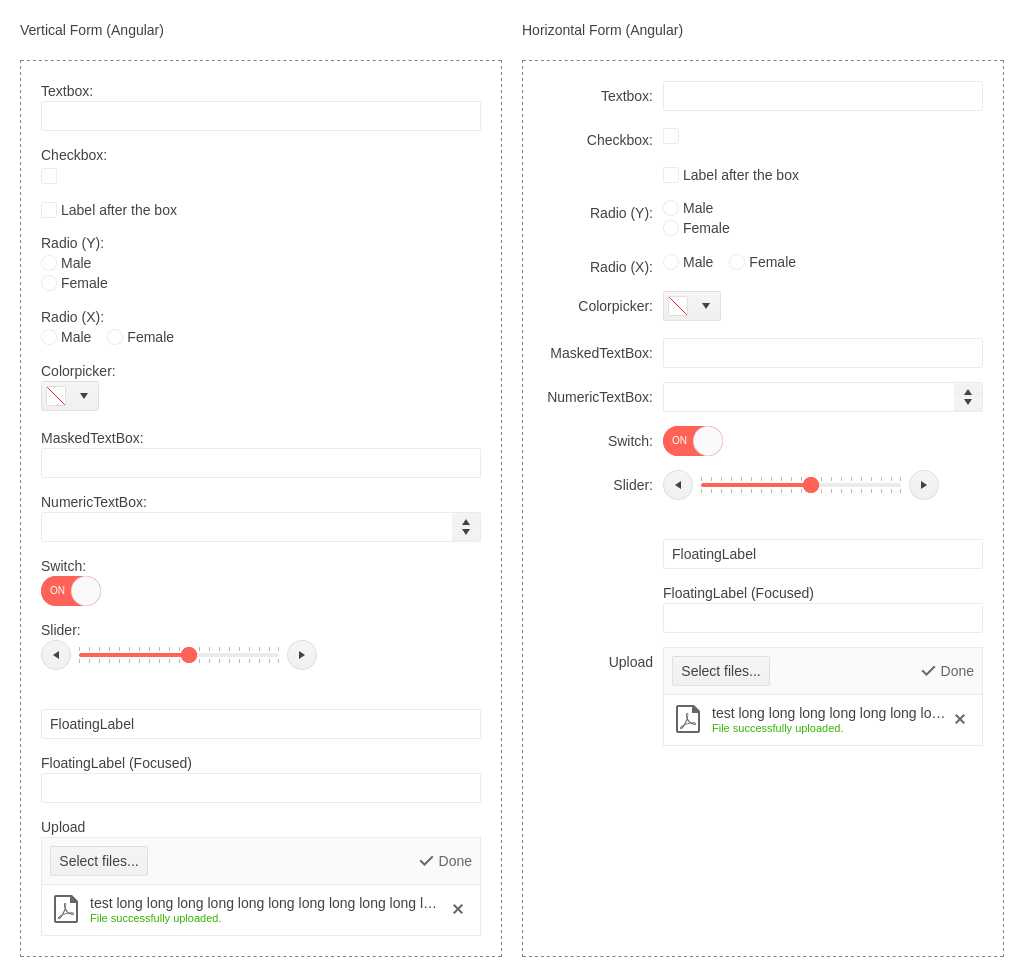 Vertical Form (Angular)
Textbox:
Checkbox:
Label after the box
Radio (Y):
Male
Female
Radio (X):
Male Female
Colorpicker:
MaskedTextBox:
NumericTextBox:
Switch:
ON
Slider:
FloatingLabel
FloatingLabel (Focused)
Upload
Select files... Done
test long long long long long long long long long long l…
File successfully uploaded.
Horizontal Form (Angular)
Textbox:
Checkbox:
Label after the box
Radio (Y): Male
Female
Radio (X): Male Female
Colorpicker:
MaskedTextBox:
NumericTextBox:
Switch: ON
Slider:
FloatingLabel
FloatingLabel (Focused)
Upload Select files... Done
test long long long long long long lo…
File successfully uploaded.